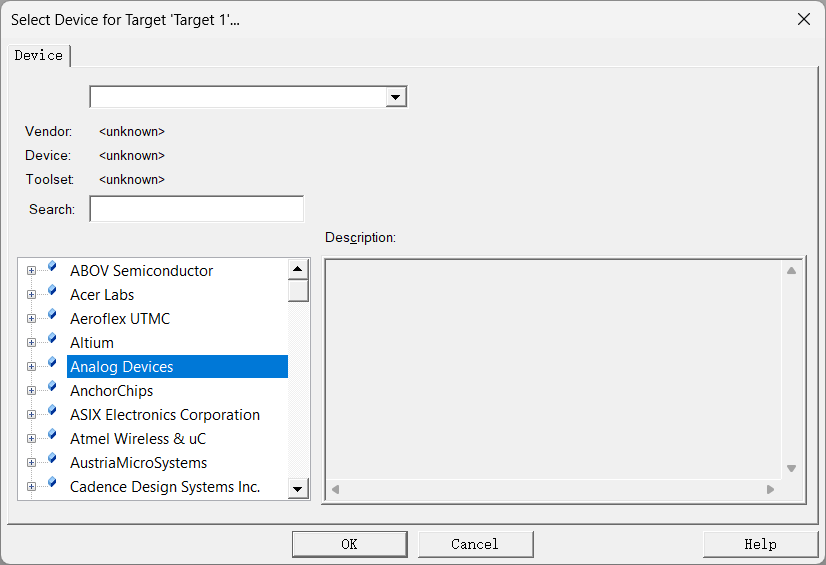 Select Device for Target 'Target 1'...
Device
Vendor: <unknown>
Device: <unknown>
Toolset: <unknown>
Search:
Description:
ABOV Semiconductor
Acer Labs
Aeroflex UTMC
Altium
Analog Devices
AnchorChips
ASIX Electronics Corporation
Atmel Wireless & uC
AustriaMicroSystems
Cadence Design Systems Inc.
OK Cancel Help